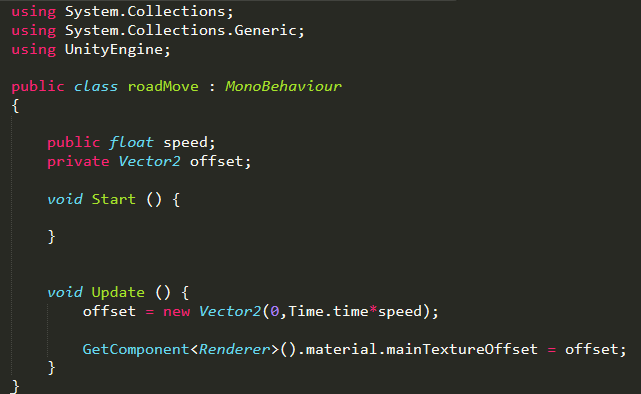 using System.Collections;
using System.Collections.Generic;
using UnityEngine;
public class roadMove : MonoBehaviour
{
public float speed;
private Vector2 offset;
void Start () {
}
void Update () {
offset = new Vector2(0,Time.time*speed);
GetComponent<Renderer>().material.mainTextureOffset = offset;
}
}